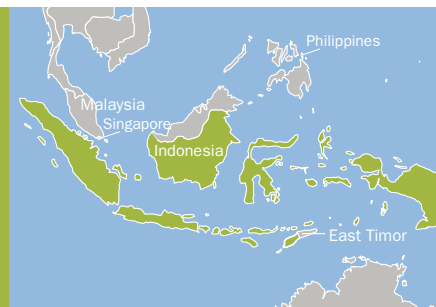 Philippines
Malaysia
Singapore
Indonesia
East Timor